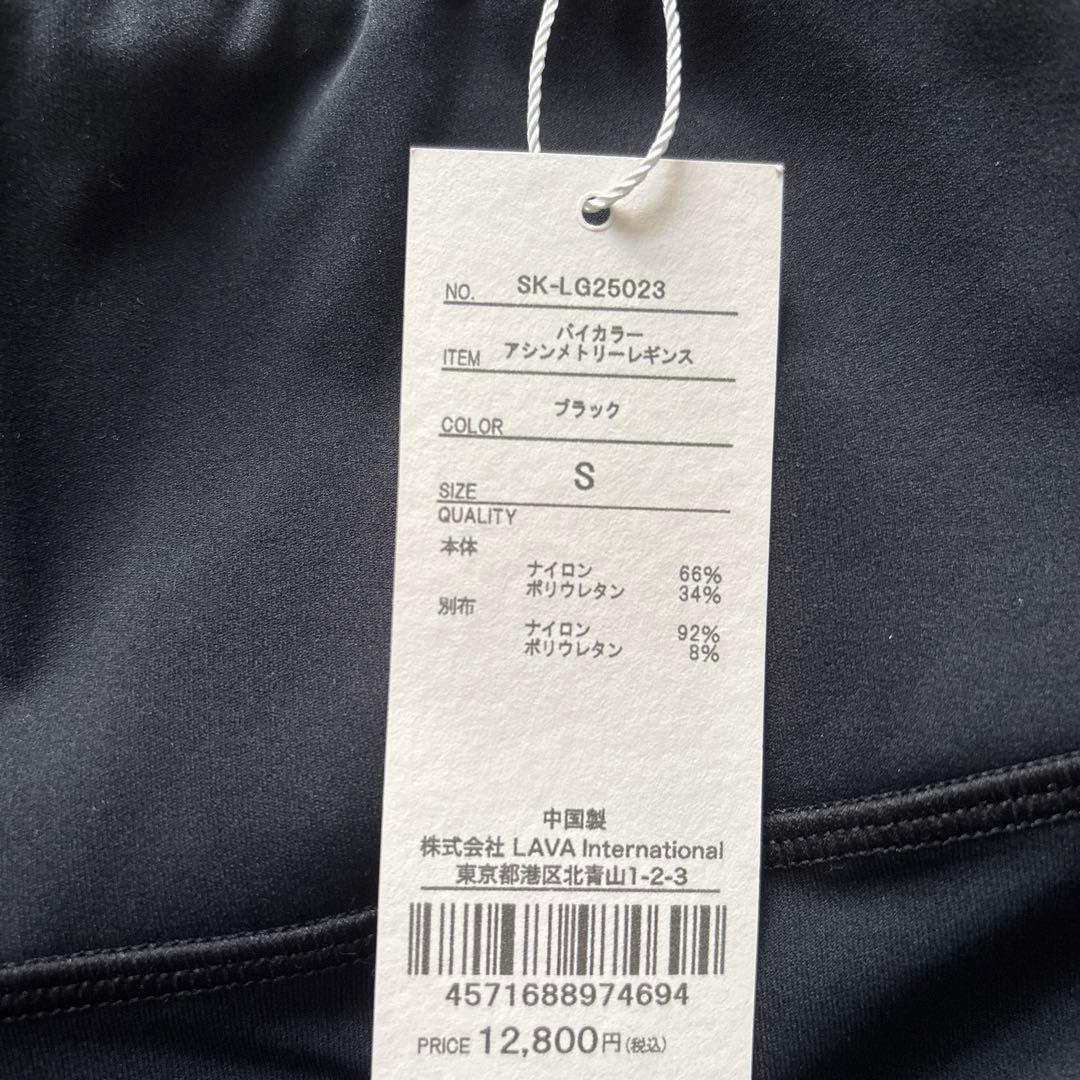 NO. SK-LG25023
バイカラー
ITEM アシンメトリーレギンス
COLOR ブラック
SIZE S
QUALITY
本体
ナイロン 66%
ポリウレタン 34%
別布
ナイロン 92%
ポリウレタン 8%
中国製
株式会社 LAVA International
東京都港区北青山1-2-3
4571688974694
PRICE 12,800円(税込)